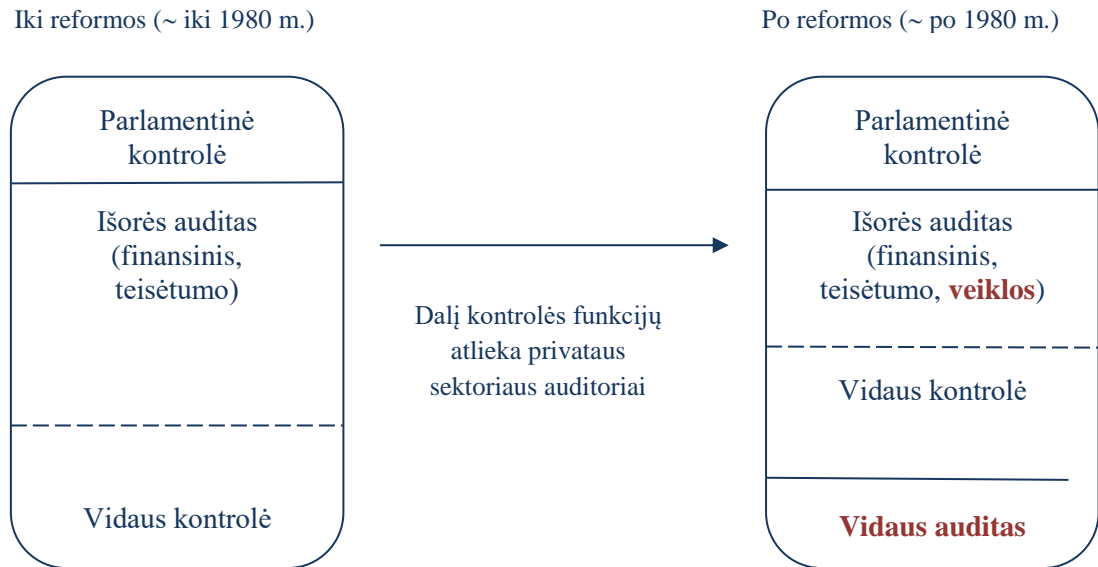 Iki reformos (~ iki 1980 m.)
Po reformos (~ po 1980 m.)
Parlamentinė
kontrolė
Išorės auditas
(finansinis,
teisėtumo)
Vidaus kontrolė
Dalį kontrolės funkcijų
atlieka privataus
sektoriaus auditoriai
Parlamentinė
kontrolė
Išorės auditas
(finansinis,
teisėtumo, veiklos)
Vidaus kontrolė
Vidaus auditas